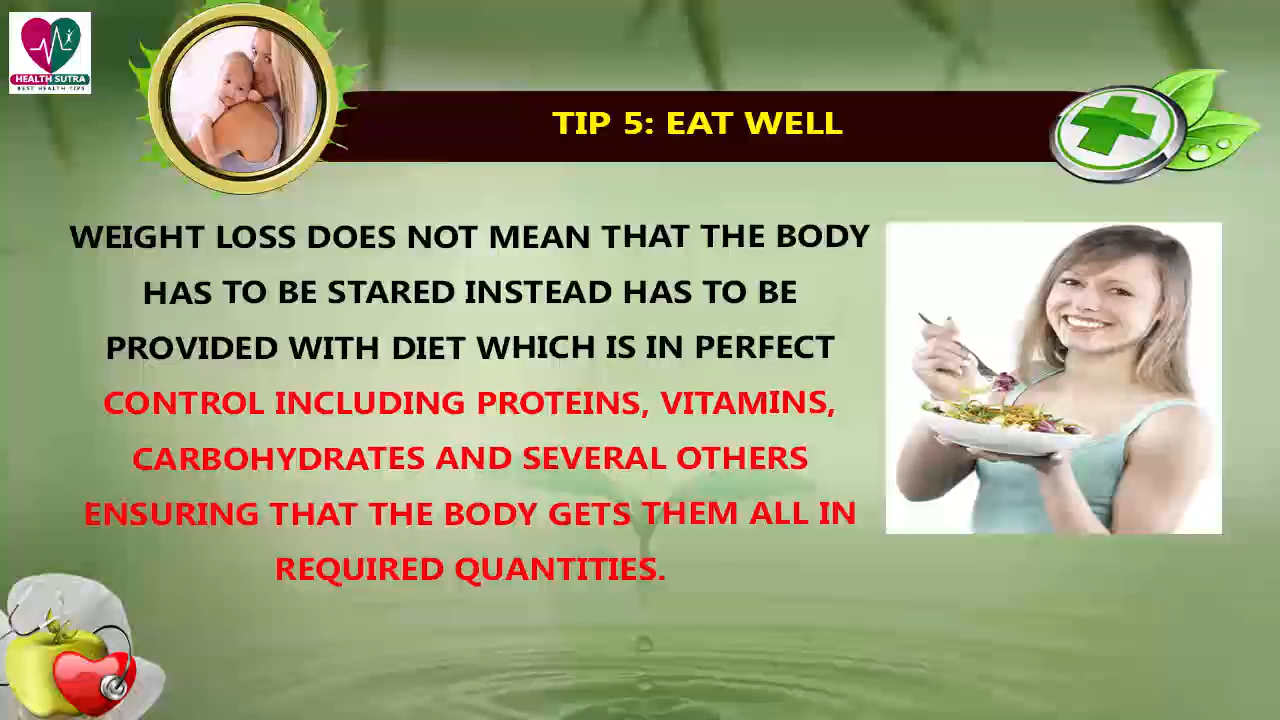 HEALTH SUTRA
BEST HEALTH TIPS
TIP 5: EAT WELL
WEIGHT LOSS DOES NOT MEAN THAT THE BODY
HAS TO BE STARED INSTEAD HAS TO BE
PROVIDED WITH DIET WHICH IS IN PERFECT
CONTROL INCLUDING PROTEINS, VITAMINS,
CARBOHYDRATES AND SEVERAL OTHERS
ENSURING THAT THE BODY GETS THEM ALL IN
REQUIRED QUANTITIES.